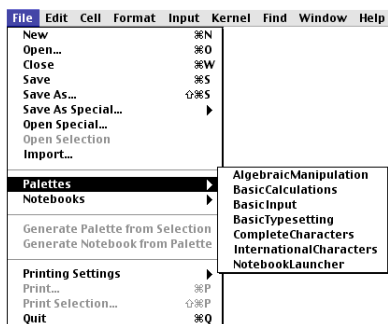 File Edit Cell Format Input Kernel Find Window Help
New ⌘N
Open... ⌘O
Close ⌘W
Save ⌘S
Save As... ⇧⌘S
Save As Special...
Open Special...
Open Selection
Import...
Palettes
Notebooks
Generate Palette from Selection
Generate Notebook from Palette
Printing Settings
Print... ⌘P
Print Selection... ⇧⌘P
Quit ⌘Q
AlgebraicManipulation
BasicCalculations
BasicInput
BasicTypesetting
CompleteCharacters
InternationalCharacters
NotebookLauncher